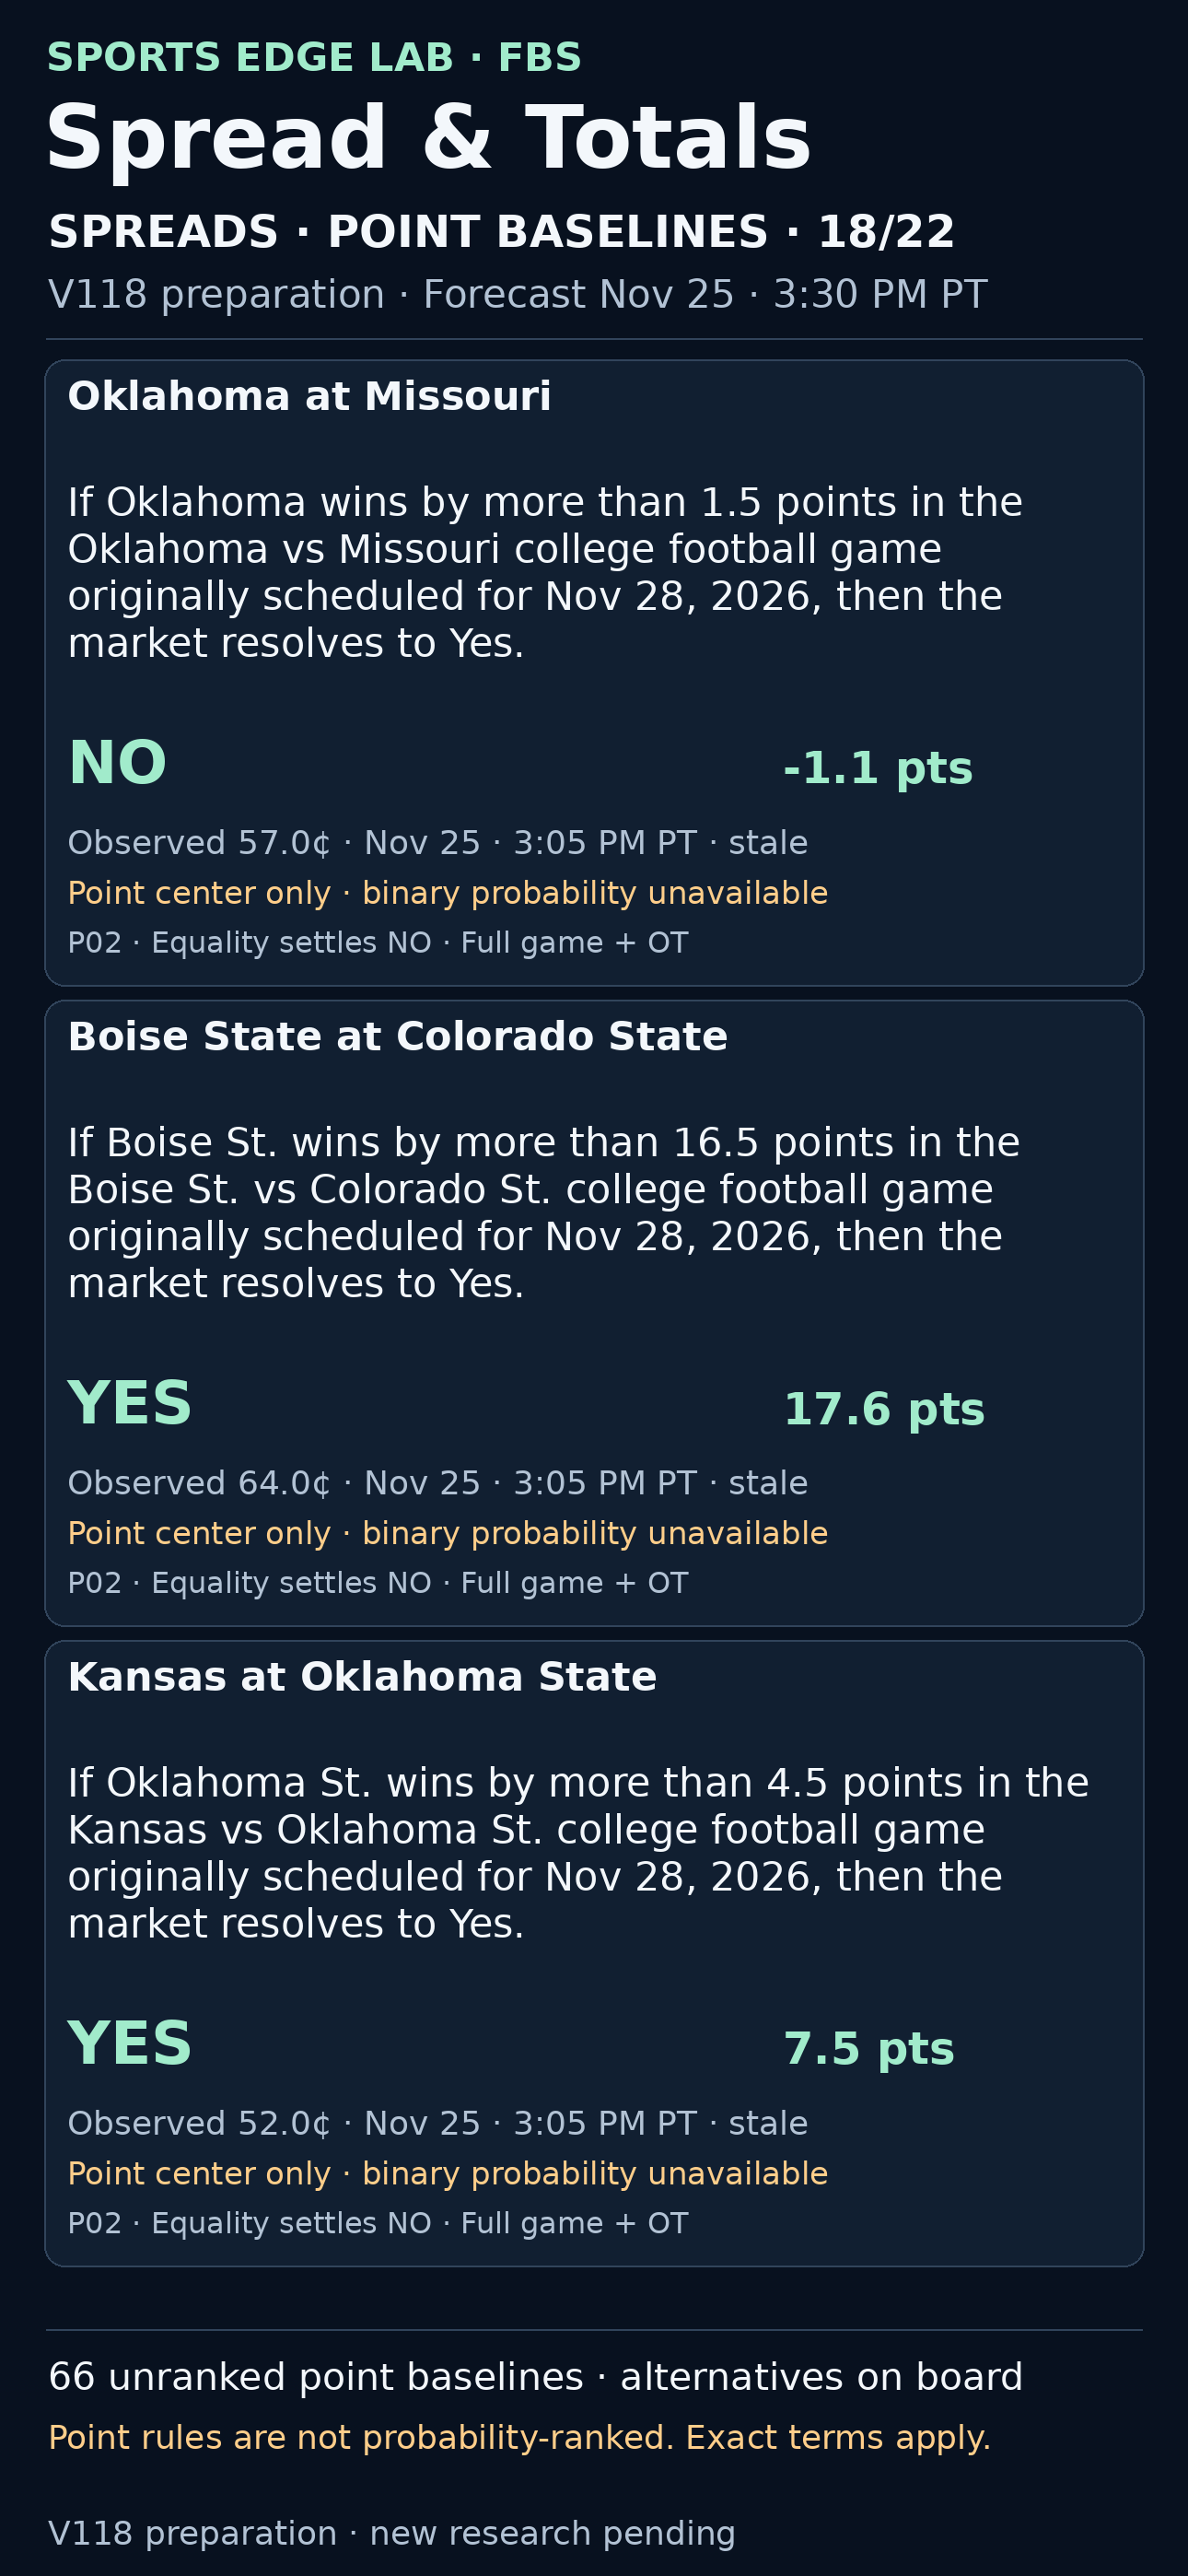 SPORTS EDGE LAB · FBS
Spread & Totals
SPREADS · POINT BASELINES · 18/22
V118 preparation · Forecast Nov 25 · 3:30 PM PT
Oklahoma at Missouri
If Oklahoma wins by more than 1.5 points in the
Oklahoma vs Missouri college football game
originally scheduled for Nov 28, 2026, then the
market resolves to Yes.
NO -1.1 pts
Observed 57.0¢ · Nov 25 · 3:05 PM PT · stale
Point center only · binary probability unavailable
P02 · Equality settles NO · Full game + OT
Boise State at Colorado State
If Boise St. wins by more than 16.5 points in the
Boise St. vs Colorado St. college football game
originally scheduled for Nov 28, 2026, then the
market resolves to Yes.
YES 17.6 pts
Observed 64.0¢ · Nov 25 · 3:05 PM PT · stale
Point center only · binary probability unavailable
P02 · Equality settles NO · Full game + OT
Kansas at Oklahoma State
If Oklahoma St. wins by more than 4.5 points in the
Kansas vs Oklahoma St. college football game
originally scheduled for Nov 28, 2026, then the
market resolves to Yes.
YES 7.5 pts
Observed 52.0¢ · Nov 25 · 3:05 PM PT · stale
Point center only · binary probability unavailable
P02 · Equality settles NO · Full game + OT
66 unranked point baselines · alternatives on board
Point rules are not probability-ranked. Exact terms apply.
V118 preparation · new research pending